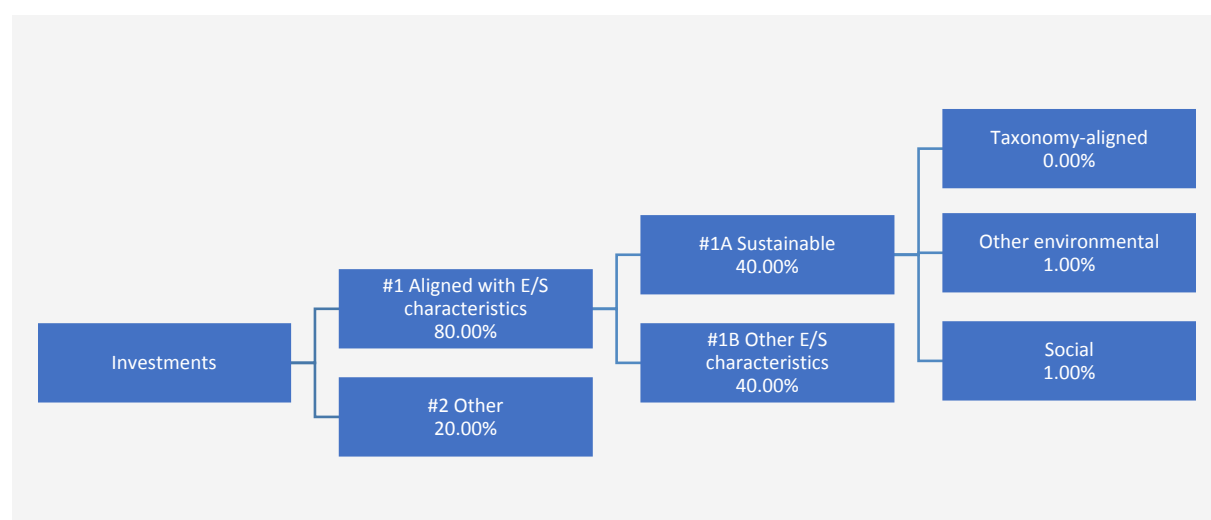 Investments
#1 Aligned with E/S
characteristics
80.00%
#2 Other
20.00%
#1A Sustainable
40.00%
#1B Other E/S
characteristics
40.00%
Taxonomy-aligned
0.00%
Other environmental
1.00%
Social
1.00%